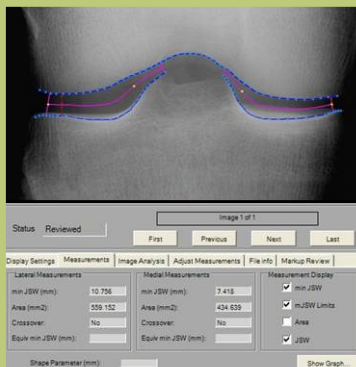 Image 1 of 1
Status Reviewed
First Previous Next Last
Display Settings Measurements Image Analysis Adjust Measurements File info Markup Review
Lateral Measurements Medial Measurements Measurement Display
min JSW (mm): 10.756 min JSW (mm): 7.418 min JSW
Area (mm2): 559.152 Area (mm2): 434.639 mJSW Limits
Crossover: No Crossover: No Area
Equiv min JSW (mm): Equiv min JSW (mm): JSW
Shape Parameter (mm): Show Graph...